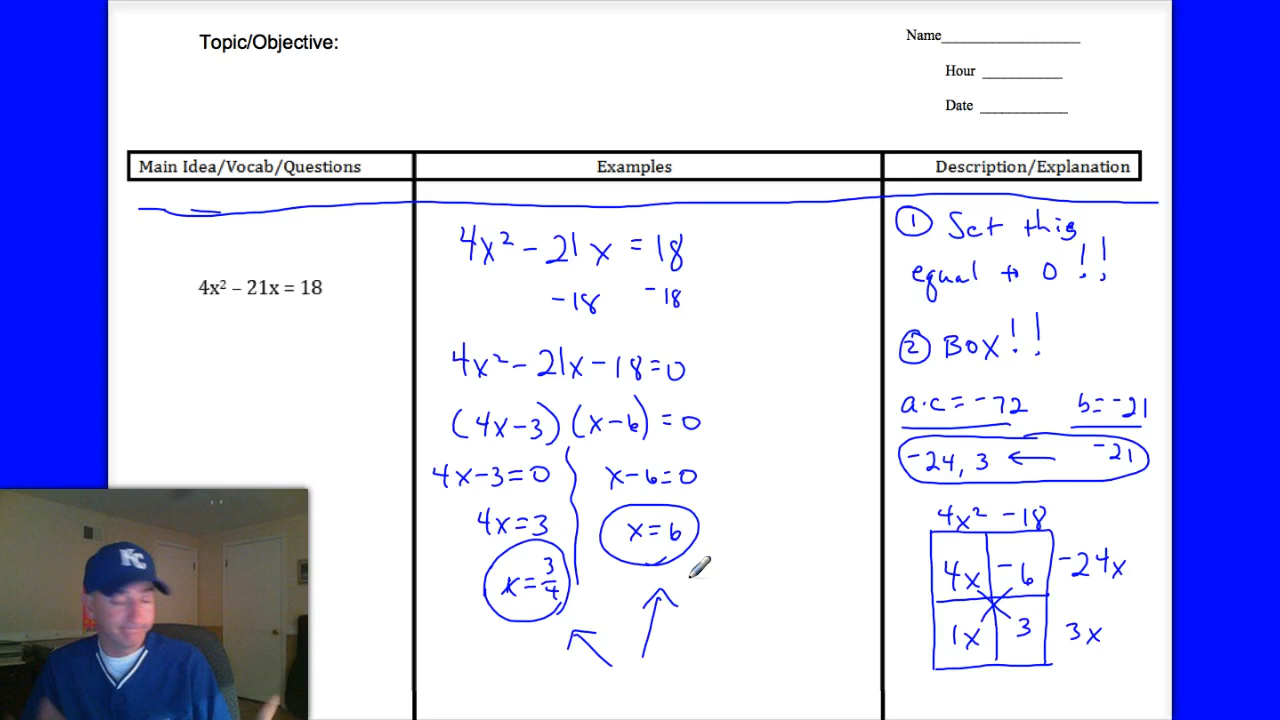 Topic/Objective:
Name
Hour
Date
Main Idea/Vocab/Questions
Examples
Description/Explanation
4x² – 21x = 18
4x² - 21x = 18
-18 -18
4x² - 21x - 18 = 0
(4x-3)(x-6) = 0
4x-3=0 x-6=0
4x=3 x=6
x=3/4
① Set this
equal to 0!!
② Box!!
a·c = -72 b=-21
-24, 3 ← -21
4x² -18
4x -6 -24x
1x 3 3x
KC